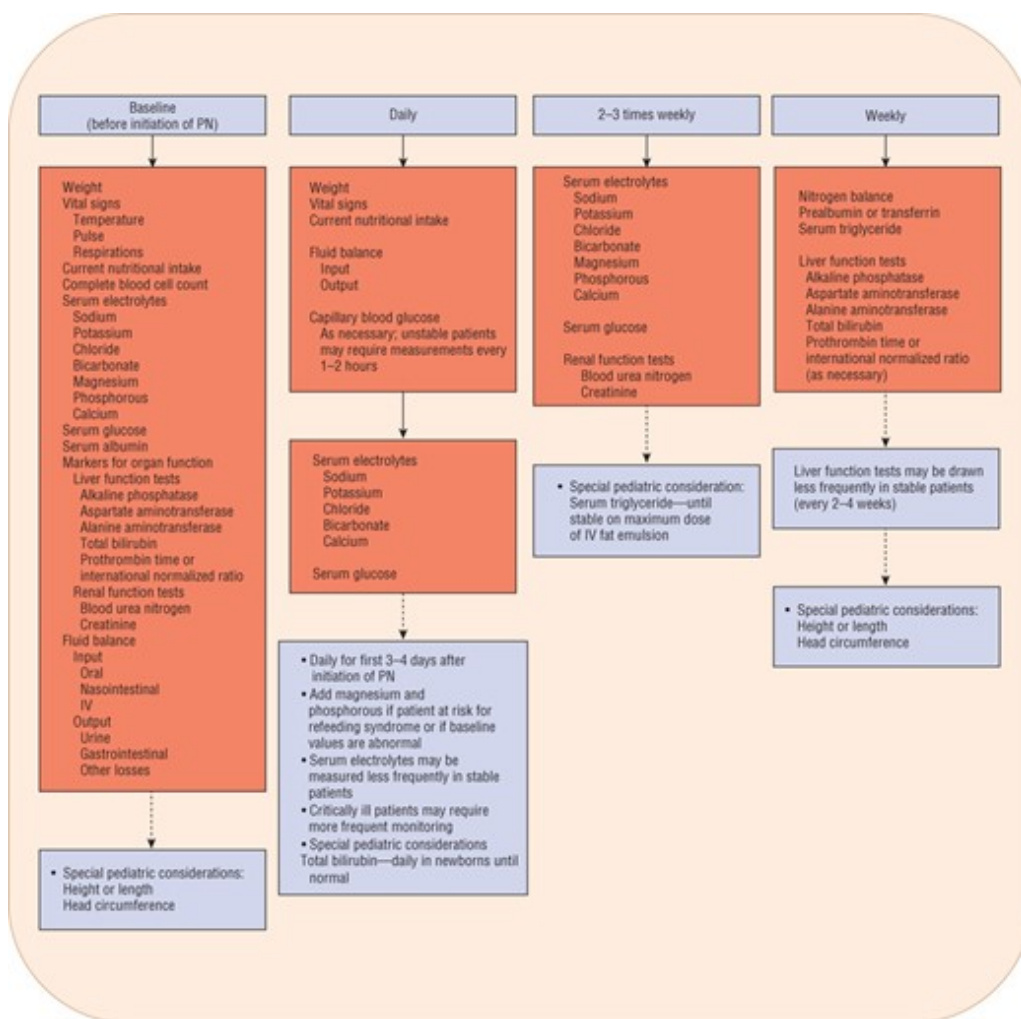 Baseline
(before initiation of PN)
Weight
Vital signs
Temperature
Pulse
Respirations
Current nutritional intake
Complete blood cell count
Serum electrolytes
Sodium
Potassium
Chloride
Bicarbonate
Magnesium
Phosphorous
Calcium
Serum glucose
Serum albumin
Markers for organ function
Liver function tests
Alkaline phosphatase
Aspartate aminotransferase
Alanine aminotransferase
Total bilirubin
Prothrombin time or
international normalized ratio
Renal function tests
Blood urea nitrogen
Creatinine
Fluid balance
Input
Oral
Nasointestinal
IV
Output
Urine
Gastrointestinal
Other losses
• Special pediatric considerations:
Height or length
Head circumference
Daily
Weight
Vital signs
Current nutritional intake
Fluid balance
Input
Output
Capillary blood glucose
As necessary; unstable patients
may require measurements every
1–2 hours
Serum electrolytes
Sodium
Potassium
Chloride
Bicarbonate
Calcium
Serum glucose
• Daily for first 3–4 days after
initiation of PN
• Add magnesium and
phosphorous if patient at risk for
refeeding syndrome or if baseline
values are abnormal
• Serum electrolytes may be
measured less frequently in stable
patients
• Critically ill patients may require
more frequent monitoring
• Special pediatric considerations
Total bilirubin—daily in newborns until
normal
2–3 times weekly
Serum electrolytes
Sodium
Potassium
Chloride
Bicarbonate
Magnesium
Phosphorous
Calcium
Serum glucose
Renal function tests
Blood urea nitrogen
Creatinine
• Special pediatric consideration:
Serum triglyceride—until
stable on maximum dose
of IV fat emulsion
Weekly
Nitrogen balance
Prealbumin or transferrin
Serum triglyceride
Liver function tests
Alkaline phosphatase
Aspartate aminotransferase
Alanine aminotransferase
Total bilirubin
Prothrombin time or
international normalized ratio
(as necessary)
Liver function tests may be drawn
less frequently in stable patients
(every 2–4 weeks)
• Special pediatric considerations:
Height or length
Head circumference